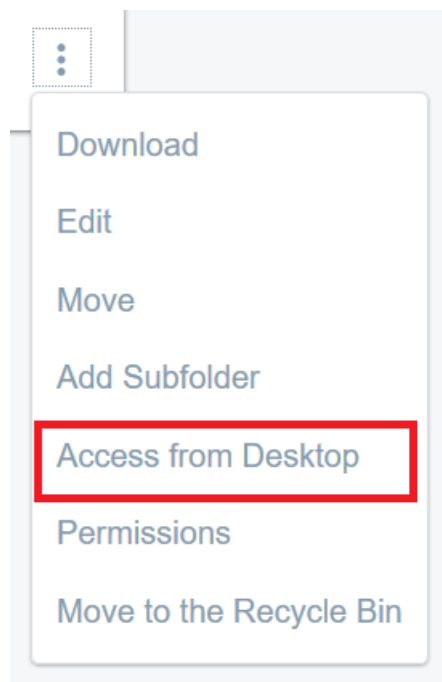 Download
Edit
Move
Add Subfolder
Access from Desktop
Permissions
Move to the Recycle Bin